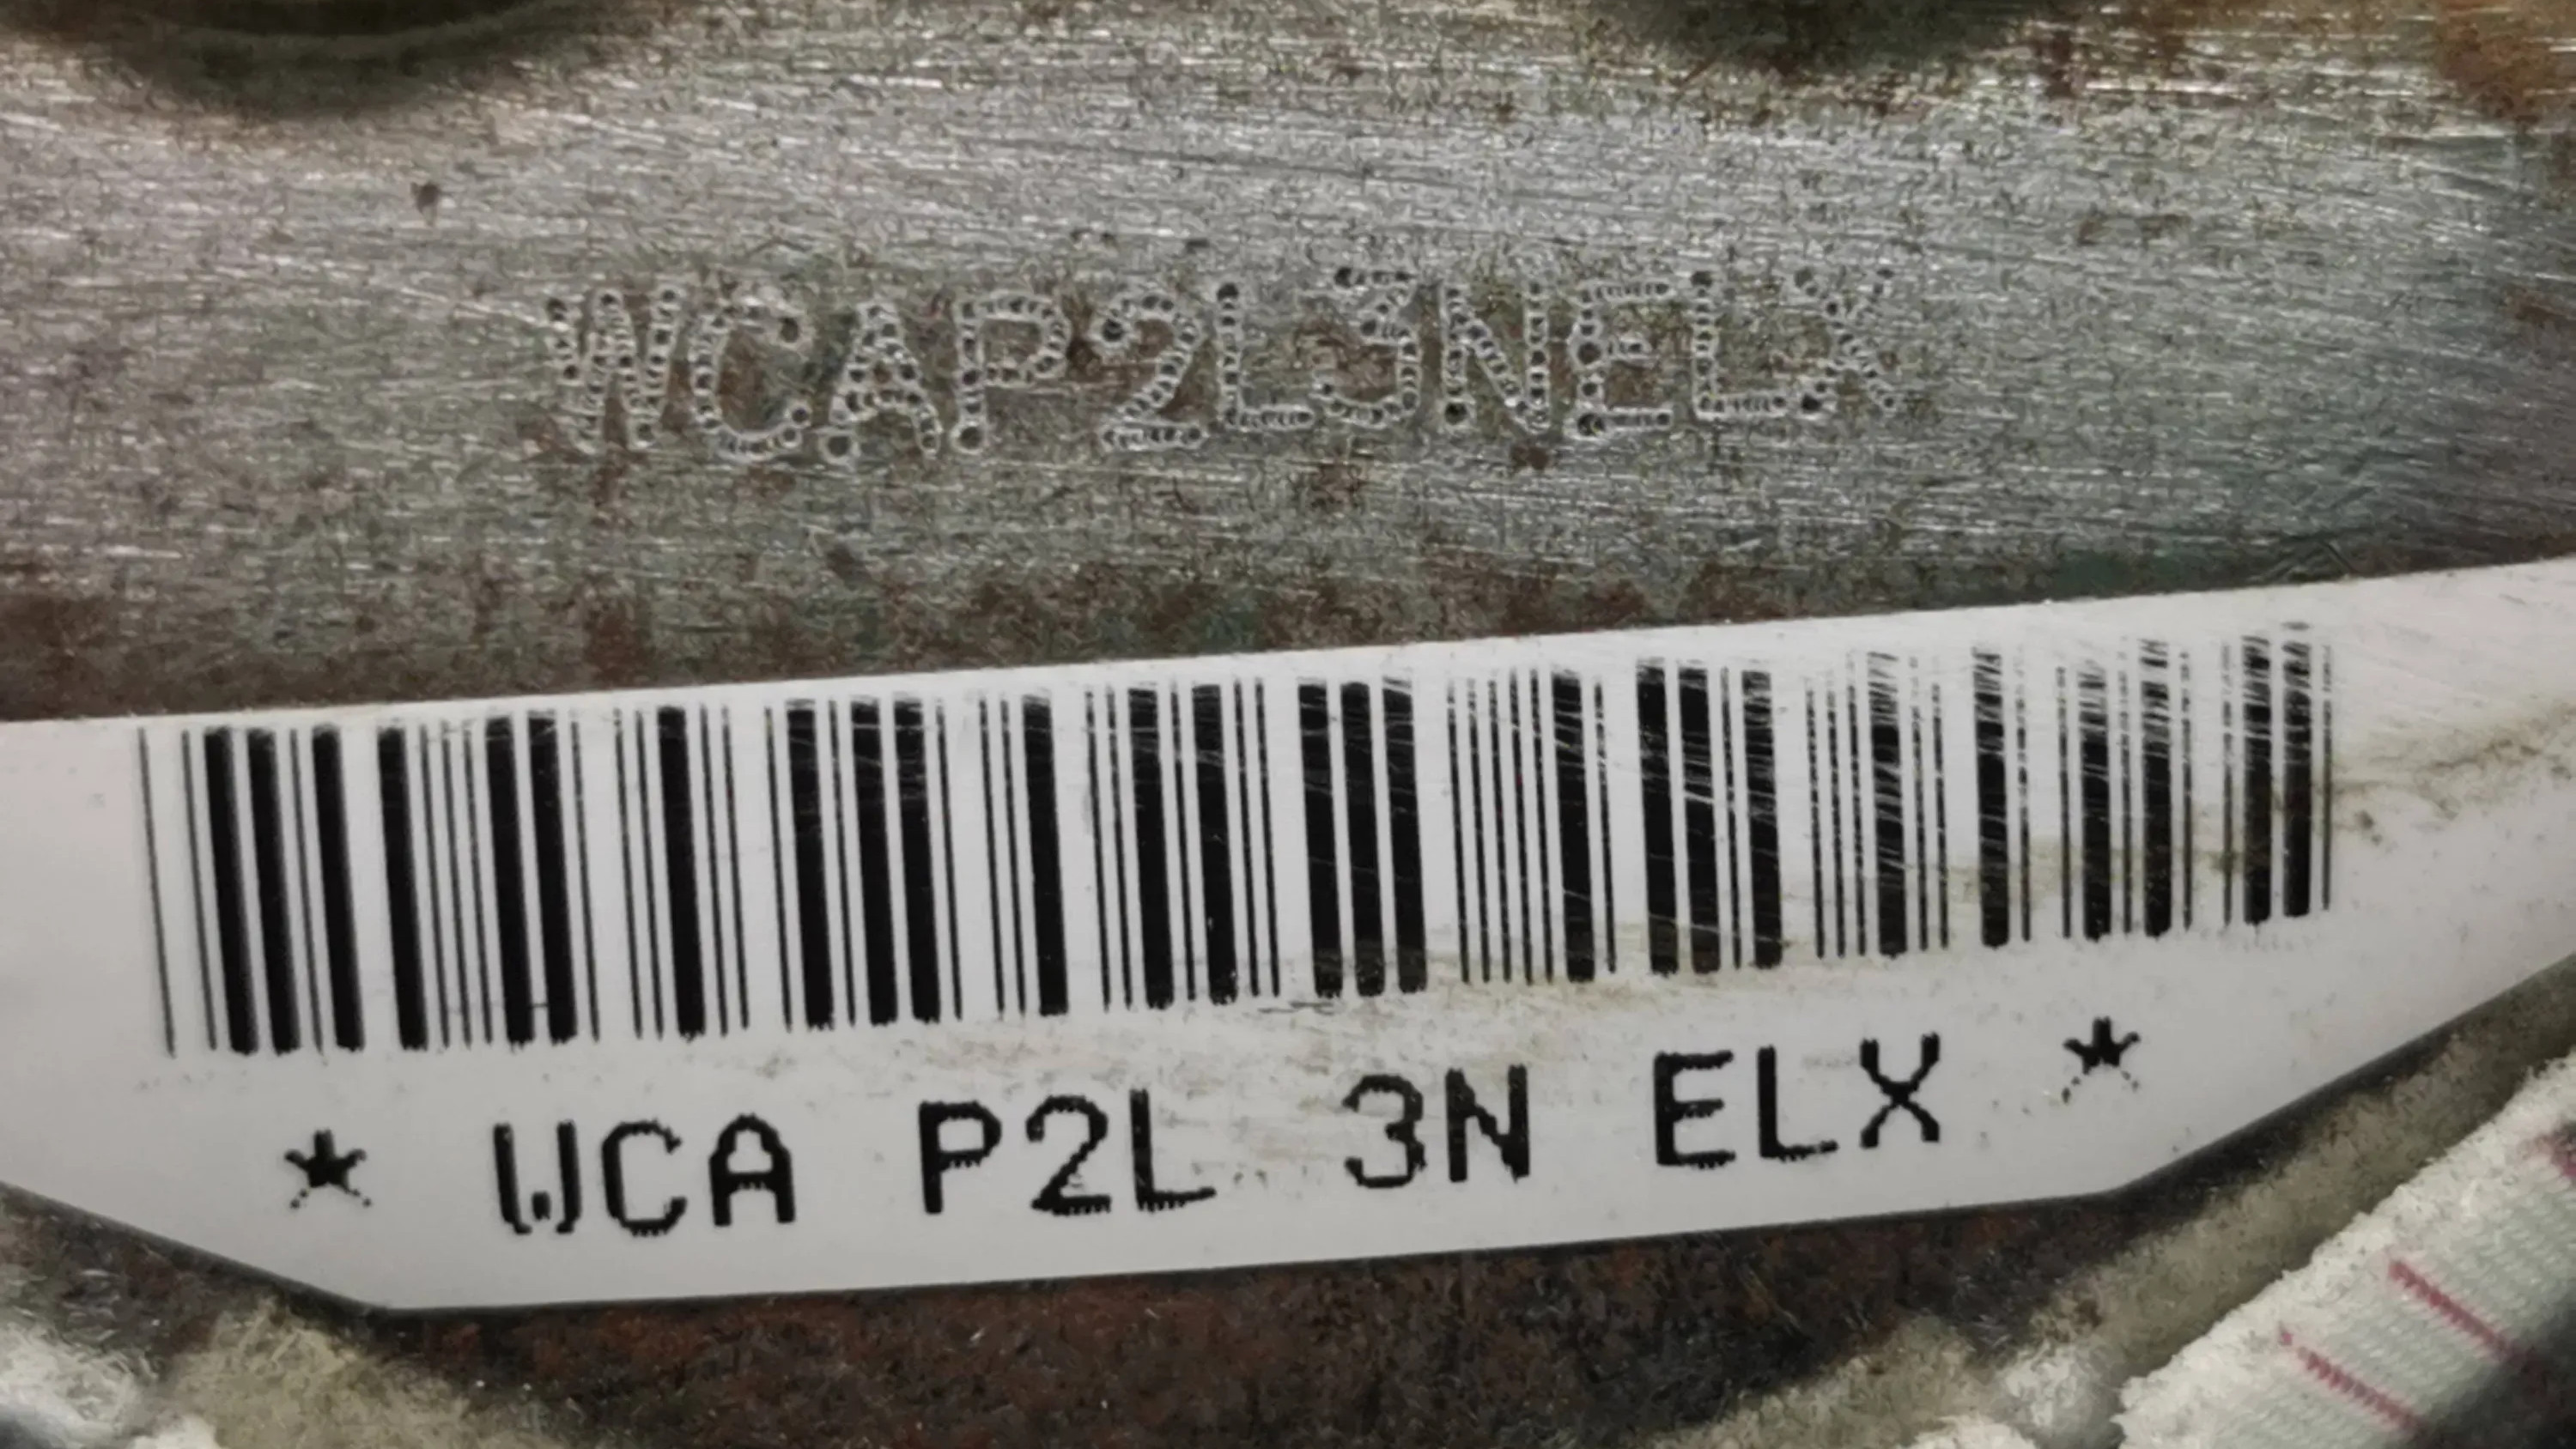 WCAP2L3NELX
* WCA P2L 3N ELX *